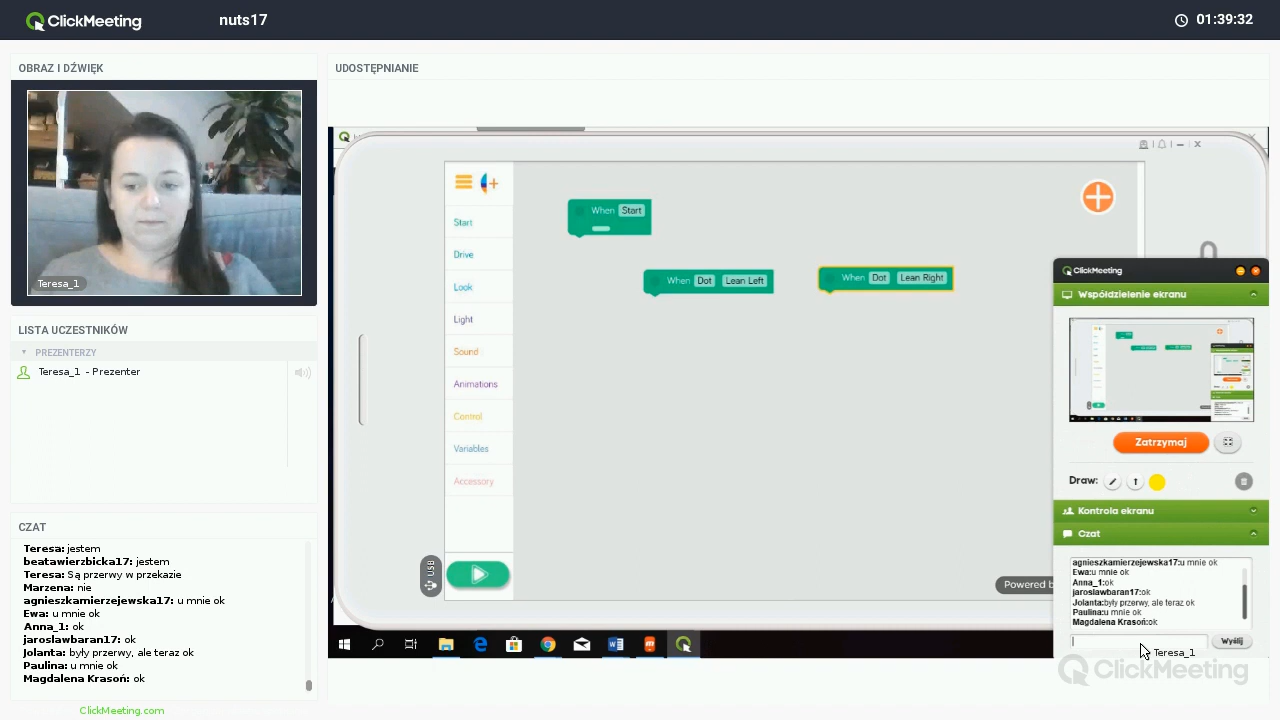 ClickMeeting
nuts17
01:39:32
OBRAZ I DŹWIĘK
Teresa_1
LISTA UCZESTNIKÓW
PREZENTERZY
Teresa_1 - Prezenter
CZAT
Teresa: jestem
beatawierzbicka17: jestem
Teresa: Są przerwy w przekazie
Marzena: nie
agnieszkamierzejewska17: u mnie ok
Ewa: u mnie ok
Anna_1: ok
jaroslawbaran17: ok
Jolanta: były przerwy, ale teraz ok
Paulina: u mnie ok
Magdalena Krasoń: ok
ClickMeeting.com
UDOSTĘPNIANIE
Start
Drive
Look
Light
Sound
Animations
Control
Variables
Accessory
When Start
When Dot Lean Left
When Dot Lean Right
USB
Powered b
ClickMeeting
Współdzielenie ekranu
Zatrzymaj
Draw:
Kontrola ekranu
Czat
agnieszkamierzejewska17:u mnie ok
Ewa:u mnie ok
Anna_1:ok
jaroslawbaran17:ok
Jolanta:były przerwy, ale teraz ok
Paulina:u mnie ok
Magdalena Krasoń:ok
Wyślij
Teresa_1
ClickMeeting